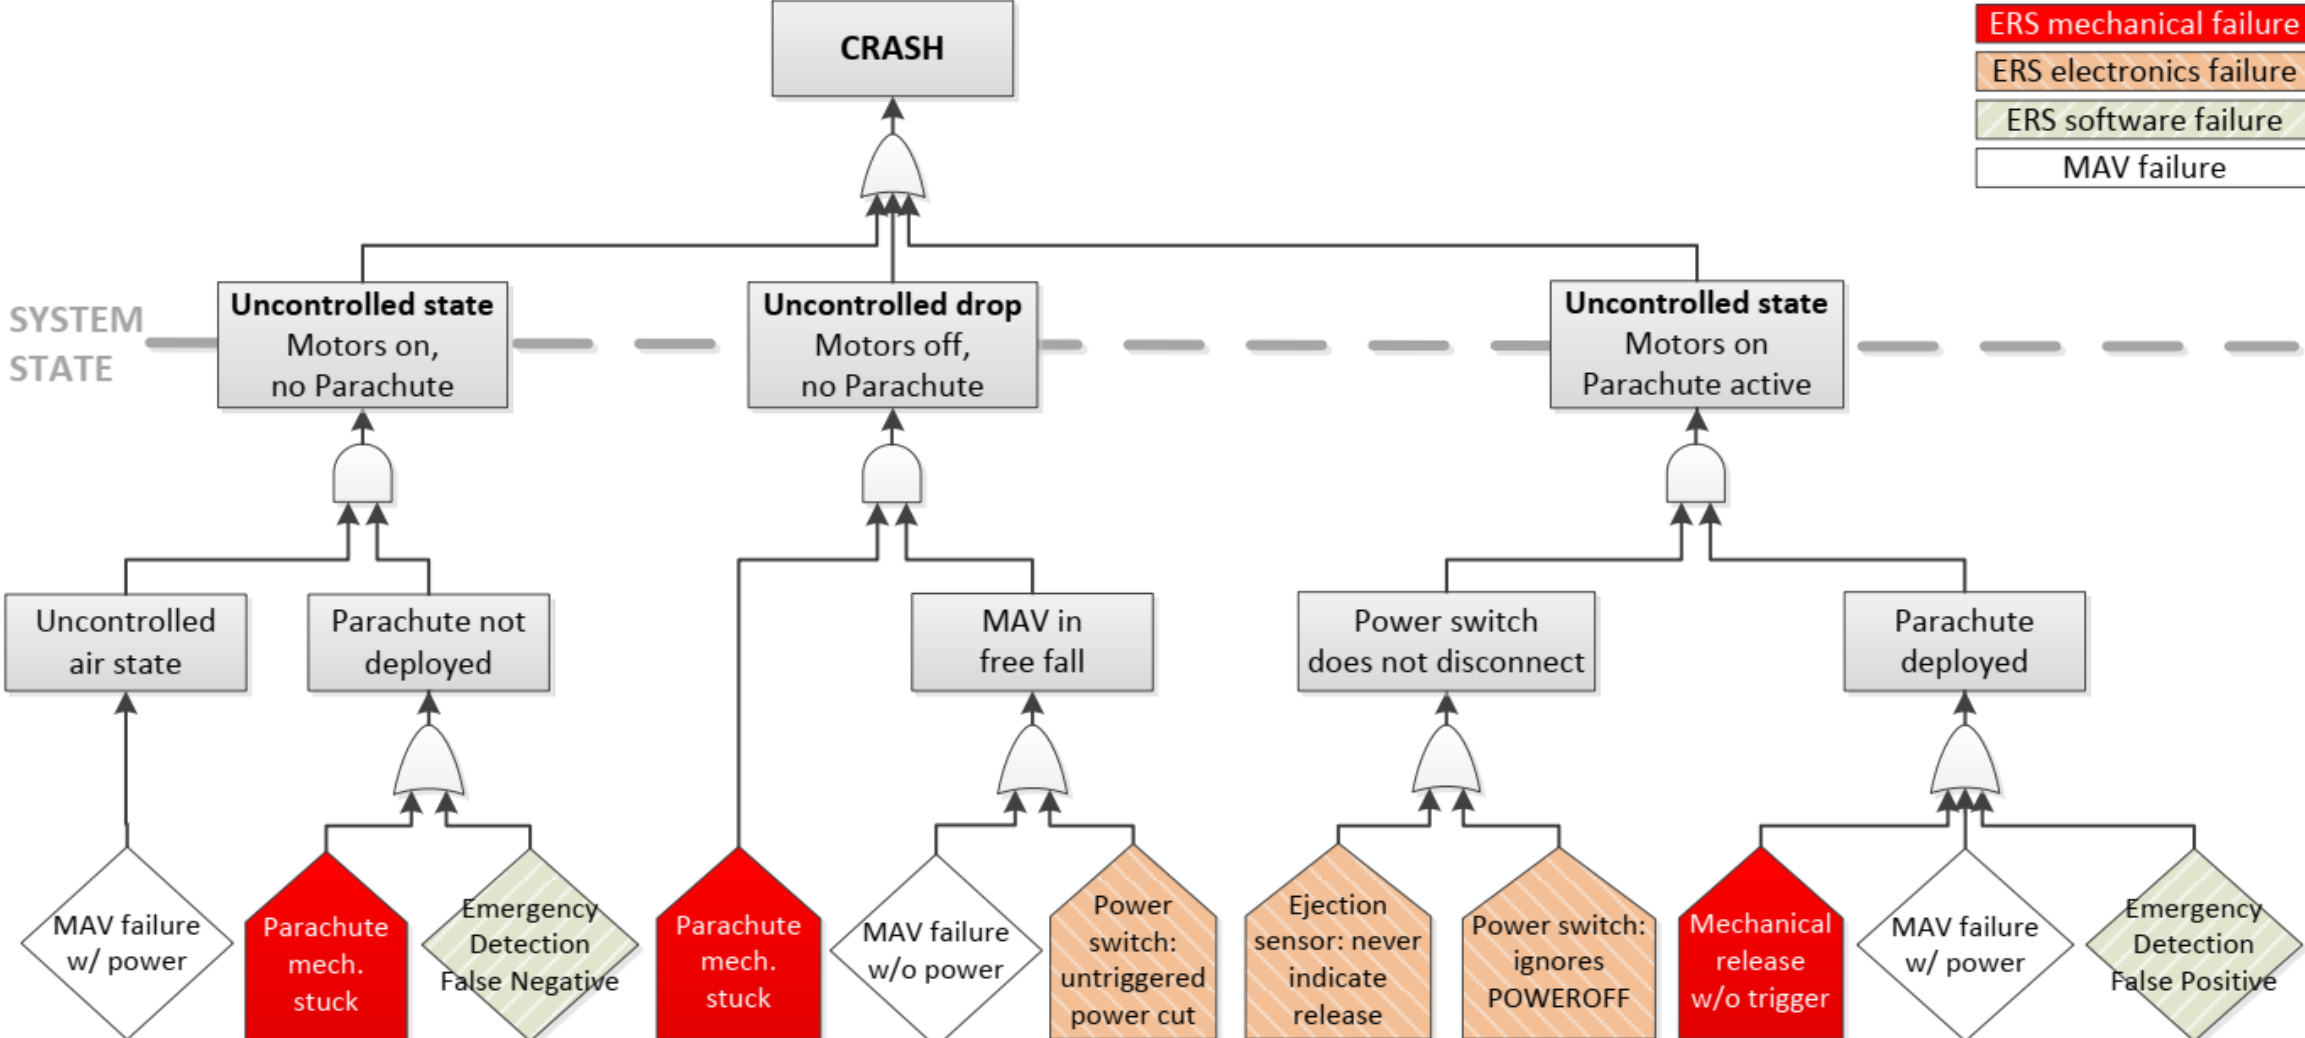 CRASH
ERS mechanical failure
ERS electronics failure
ERS software failure
MAV failure
SYSTEM
STATE
Uncontrolled state
Motors on,
no Parachute
Uncontrolled drop
Motors off,
no Parachute
Uncontrolled state
Motors on
Parachute active
Uncontrolled
air state
Parachute not
deployed
MAV in
free fall
Power switch
does not disconnect
Parachute
deployed
MAV failure
w/ power
Parachute
mech.
stuck
Emergency
Detection
False Negative
Parachute
mech.
stuck
MAV failure
w/o power
Power
switch:
untriggered
power cut
Ejection
sensor: never
indicate
release
Power switch:
ignores
POWEROFF
Mechanical
release
w/o trigger
MAV failure
w/ power
Emergency
Detection
False Positive